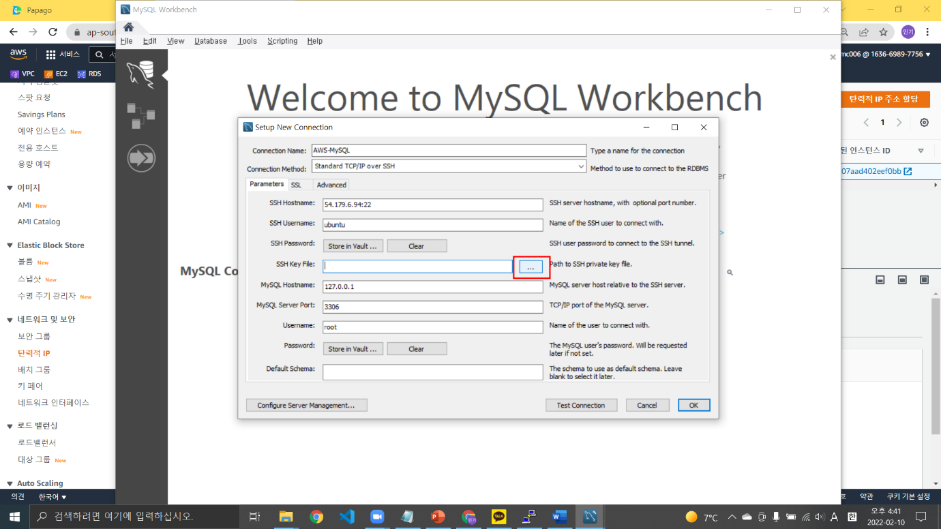 Papago
MySQL Workbench
ap-sout
aws
서비스
mc006 @ 1636-6989-7756
VPC
EC2
RDS
File Edit View Database Tools Scripting Help
Welcome to MySQL Workbench
스팟 요청
Savings Plans
예약 인스턴스 New
전용 호스트
용량 예약
이미지
AMI New
AMI Catalog
Elastic Block Store
볼륨 New
스냅샷 New
수명 주기 관리자 New
네트워크 및 보안
보안 그룹
탄력적 IP
배치 그룹
키 페어
네트워크 인터페이스
로드 밸런싱
로드밸런서
대상 그룹 New
Auto Scaling
의견 한국어
MySQL Co
Setup New Connection
Connection Name: AWS-MySQL Type a name for the connection
Connection Method: Standard TCP/IP over SSH Method to use to connect to the RDBMS
Parameters SSL Advanced
SSH Hostname: 54.179.6.94:22 SSH server hostname, with optional port number.
SSH Username: ubuntu Name of the SSH user to connect with.
SSH Password: Store in Vault ... Clear SSH user password to connect to the SSH tunnel.
SSH Key File: ... Path to SSH private key file.
MySQL Hostname: 127.0.0.1 MySQL server host relative to the SSH server.
MySQL Server Port: 3306 TCP/IP port of the MySQL server.
Username: root Name of the user to connect with.
Password: Store in Vault ... Clear The MySQL user's password. Will be requested
later if not set.
Default Schema: The schema to use as default schema. Leave
blank to select it later.
Configure Server Management... Test Connection Cancel OK
탄력적 IP 주소 할당
1
된 인스턴스 ID
07aad402eef0bb
약관 쿠키 기본 설정
검색하려면 여기에 입력하십시오.
7°C
A
오후 4:41
2022-02-10